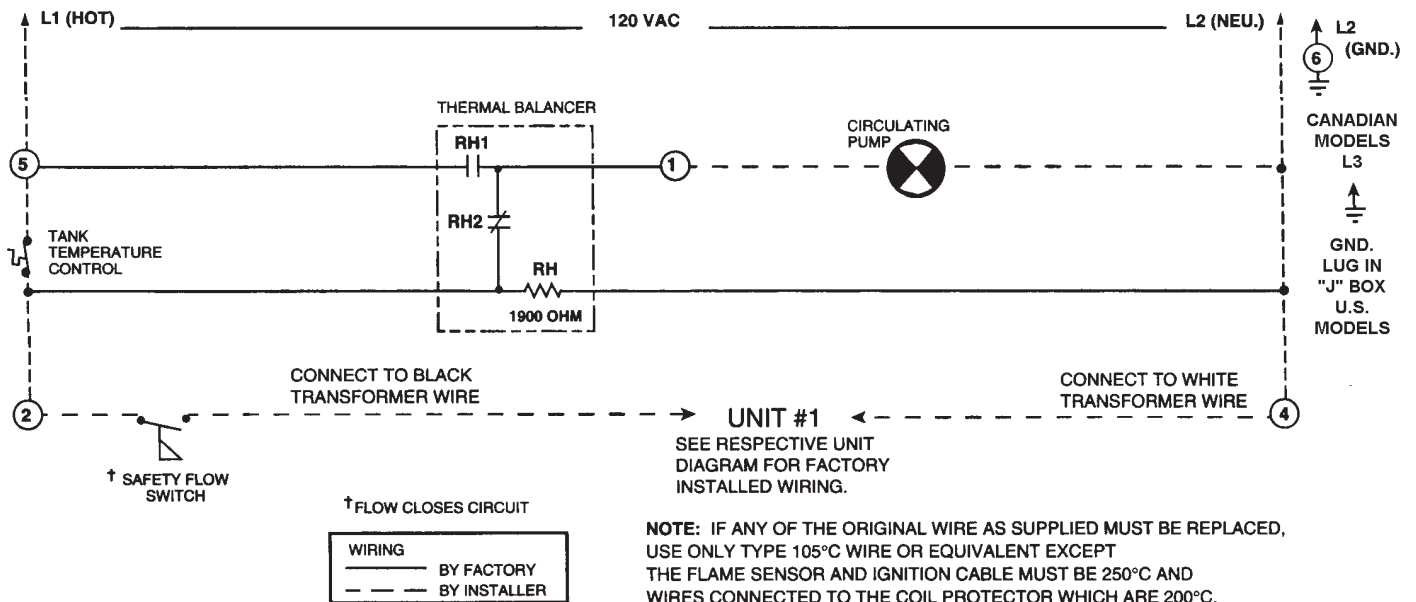 L1 (HOT)
120 VAC
L2 (NEU.)
L2
(GND.)
6
CANADIAN
MODELS
L3
GND.
LUG IN
"J" BOX
U.S.
MODELS
THERMAL BALANCER
RH1
RH2
RH
1900 OHM
CIRCULATING
PUMP
5
1
TANK
TEMPERATURE
CONTROL
CONNECT TO BLACK
TRANSFORMER WIRE
CONNECT TO WHITE
TRANSFORMER WIRE
2
4
UNIT #1
SEE RESPECTIVE UNIT
DIAGRAM FOR FACTORY
INSTALLED WIRING.
† SAFETY FLOW
SWITCH
†FLOW CLOSES CIRCUIT
WIRING
BY FACTORY
BY INSTALLER
NOTE: IF ANY OF THE ORIGINAL WIRE AS SUPPLIED MUST BE REPLACED,
USE ONLY TYPE 105°C WIRE OR EQUIVALENT EXCEPT
THE FLAME SENSOR AND IGNITION CABLE MUST BE 250°C AND
WIRES CONNECTED TO THE COIL PROTECTOR WHICH ARE 200°C.